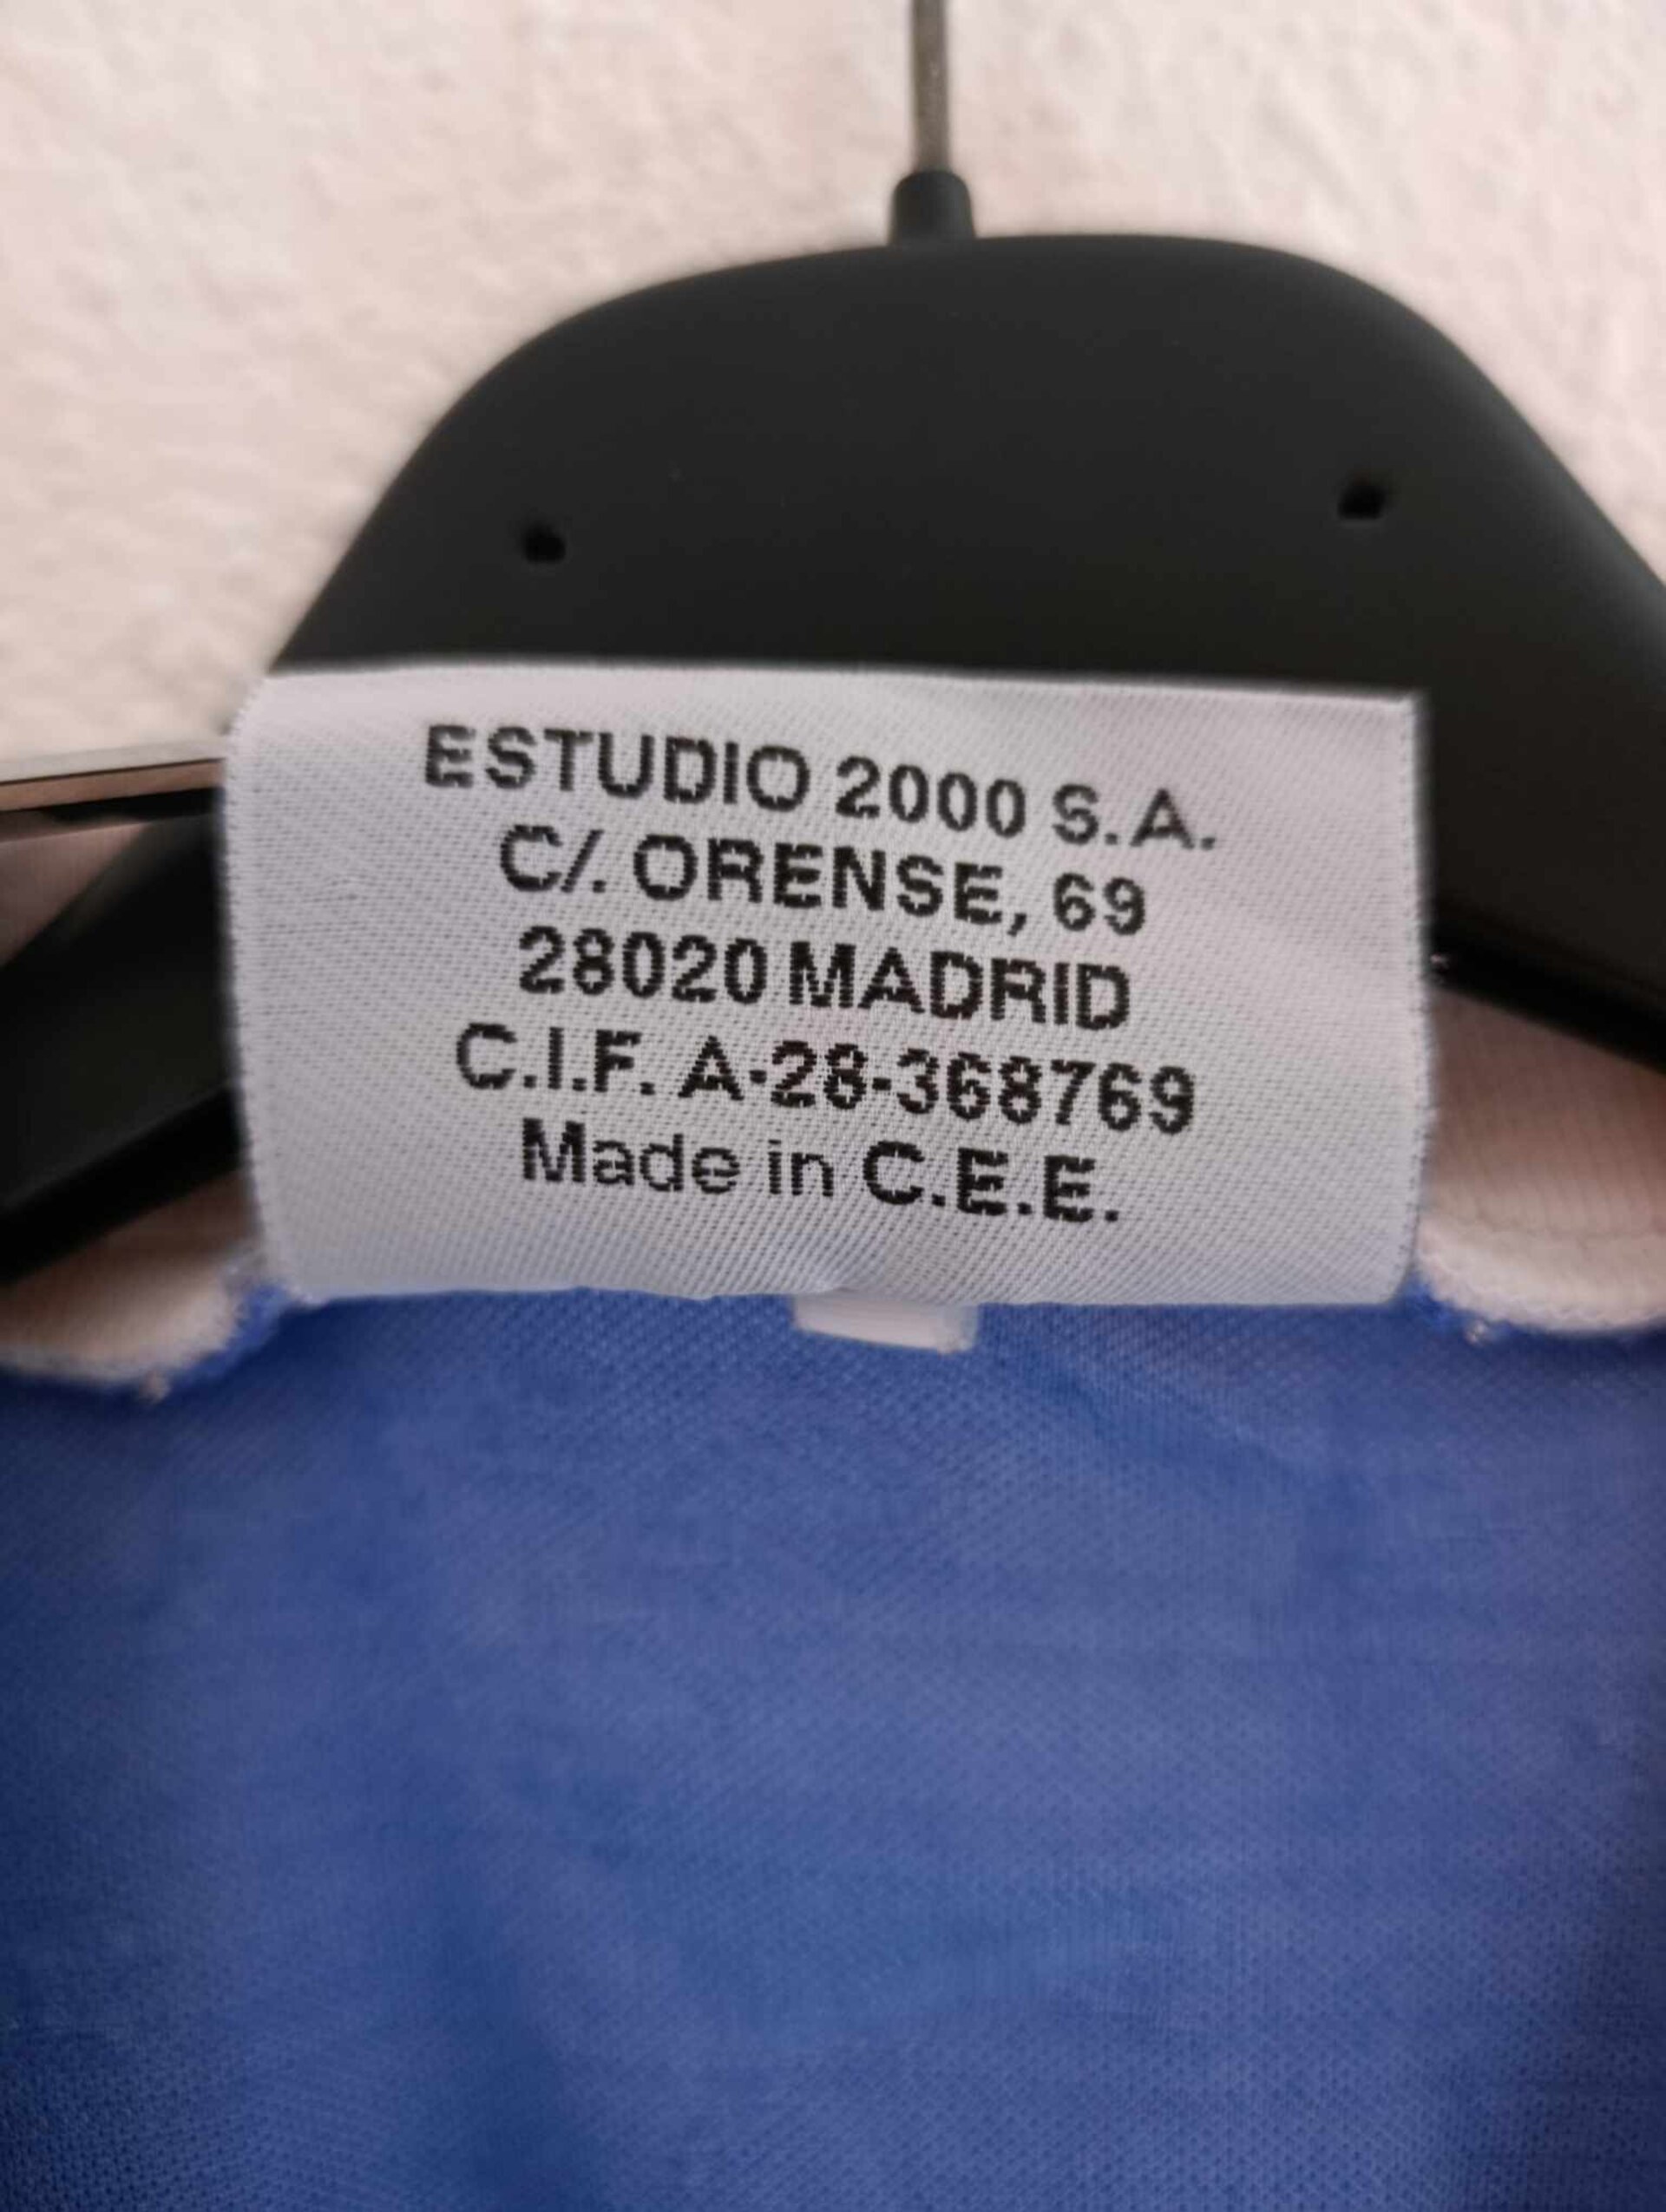 ESTUDIO 2000 S.A.
C/. ORENSE, 69
28020 MADRID
C.I.F. A-28-368769
Made in C.E.E.